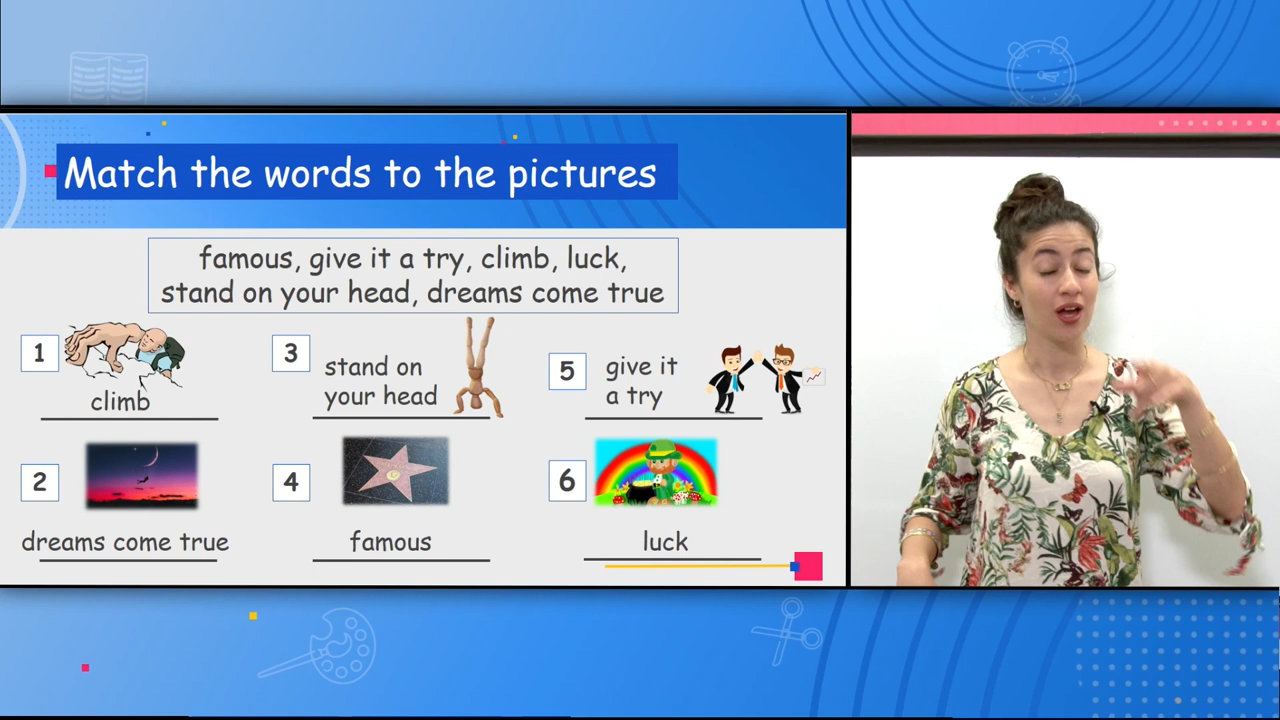 Match the words to the pictures
famous, give it a try, climb, luck,
stand on your head, dreams come true
1
climb
3
stand on
your head
5
give it
a try
2
dreams come true
4
famous
6
luck